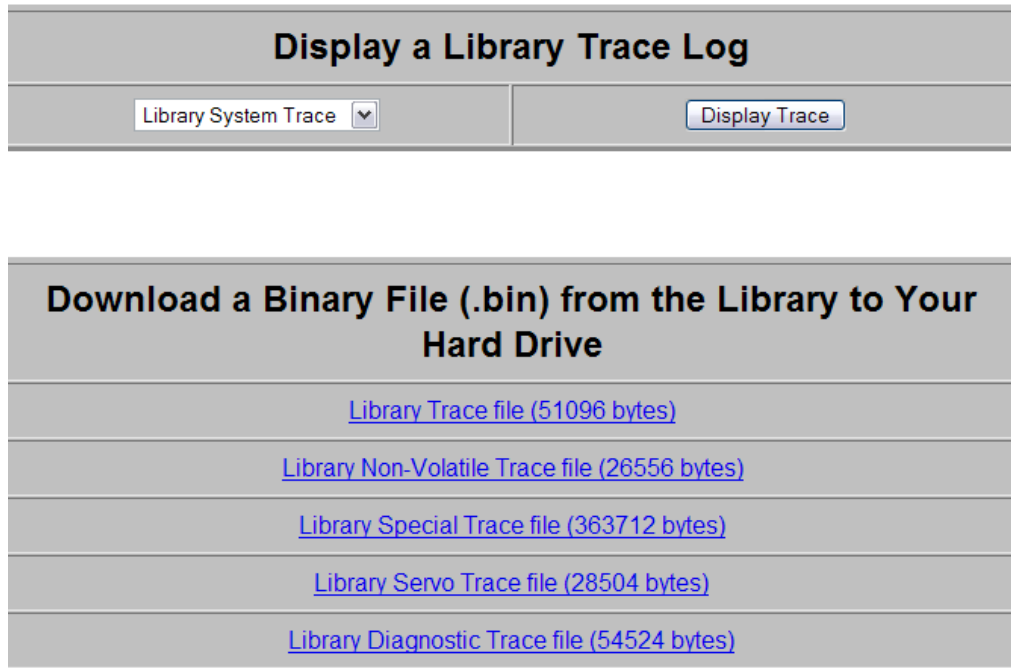 Display a Library Trace Log
Library System Trace
Display Trace
Download a Binary File (.bin) from the Library to Your
Hard Drive
Library Trace file (51096 bytes)
Library Non-Volatile Trace file (26556 bytes)
Library Special Trace file (363712 bytes)
Library Servo Trace file (28504 bytes)
Library Diagnostic Trace file (54524 bytes)